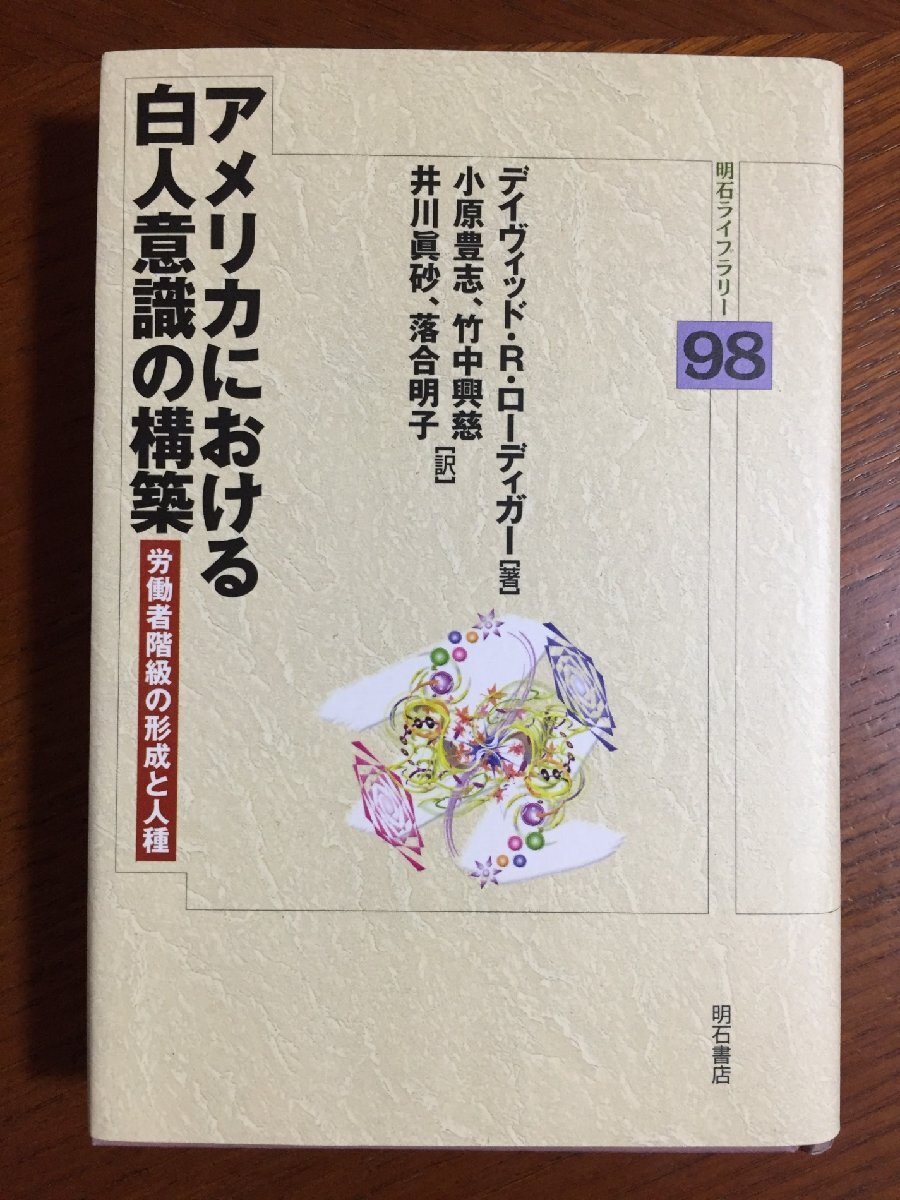 明石ライブラリー
98
デイヴィッド・R・ローディガー[著]
小原豊志、竹中興慈
井川眞砂、落合明子[訳]
アメリカにおける
白人意識の構築
労働者階級の形成と人種
明石書店